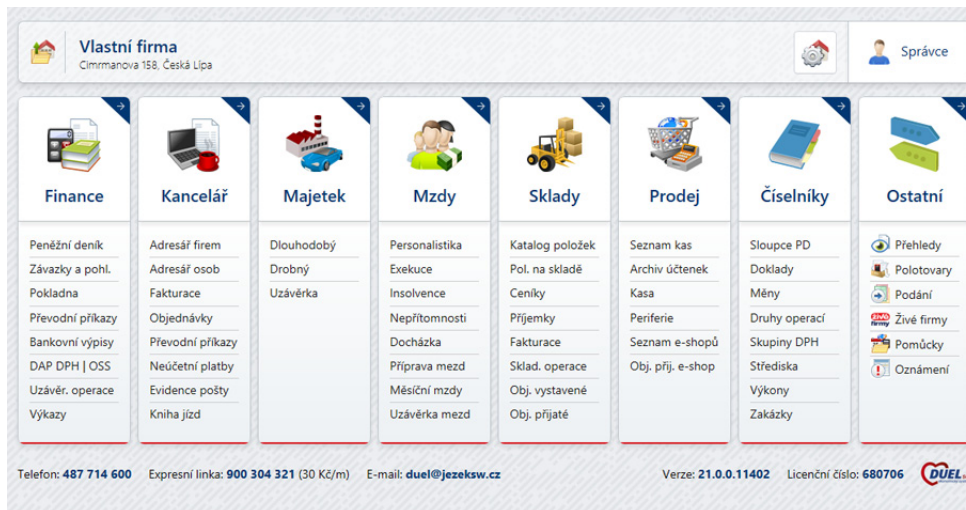 Vlastní firma
Cimrmanova 158, Česká Lípa
Správce
Finance
Peněžní deník
Závazky a pohl.
Pokladna
Převodní příkazy
Bankovní výpisy
DAP DPH | OSS
Uzávěr. operace
Výkazy
Kancelář
Adresář firem
Adresář osob
Fakturace
Objednávky
Převodní příkazy
Neúčetní platby
Evidence pošty
Kniha jízd
Majetek
Dlouhodobý
Drobný
Uzávěrka
Mzdy
Personalistika
Exekuce
Insolvence
Nepřítomnosti
Docházka
Příprava mezd
Měsíční mzdy
Uzávěrka mezd
Sklady
Katalog položek
Pol. na skladě
Ceníky
Příjemky
Fakturace
Sklad. operace
Obj. vystavené
Obj. přijaté
Prodej
Seznam kas
Archiv účtenek
Kasa
Periferie
Seznam e-shopů
Obj. přij. e-shop
Číselníky
Sloupce PD
Doklady
Měny
Druhy operací
Skupiny DPH
Střediska
Výkony
Zakázky
Ostatní
Přehledy
Polotovary
Podání
Živé firmy
Pomůcky
Oznámení
Telefon: 487 714 600 Expresní linka: 900 304 321 (30 Kč/m) E-mail: duel@jezeksw.cz Verze: 21.0.0.11402 Licenční číslo: 680706 DUEL